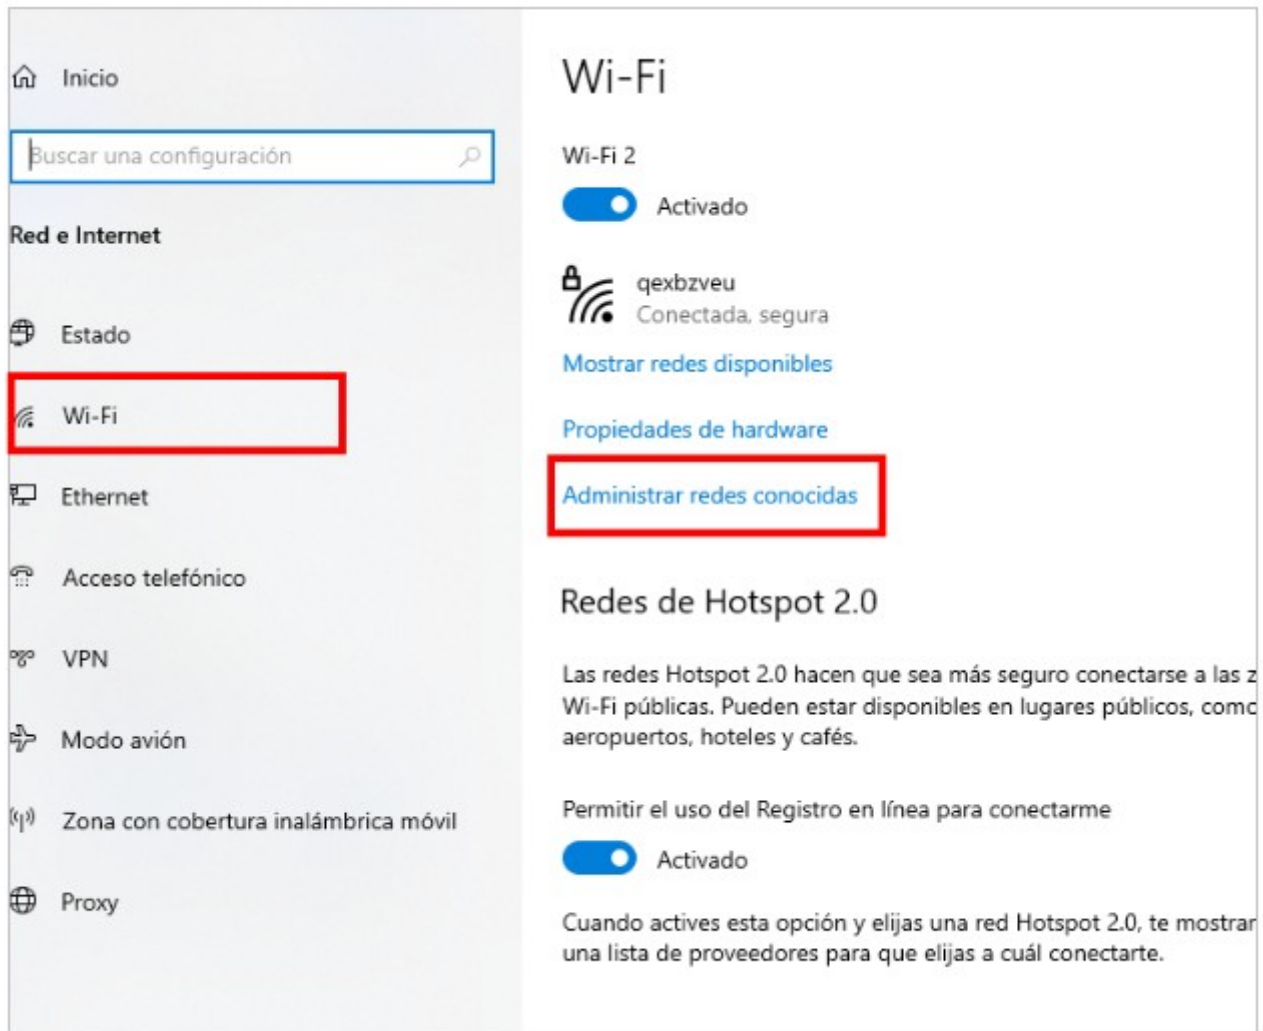 Inicio
Buscar una configuración
Red e Internet
Estado
Wi-Fi
Ethernet
Acceso telefónico
VPN
Modo avión
Zona con cobertura inalámbrica móvil
Proxy
Wi-Fi
Wi-Fi 2
Activado
qexbzveu
Conectada, segura
Mostrar redes disponibles
Propiedades de hardware
Administrar redes conocidas
Redes de Hotspot 2.0
Las redes Hotspot 2.0 hacen que sea más seguro conectarse a las z
Wi-Fi públicas. Pueden estar disponibles en lugares públicos, como
aeropuertos, hoteles y cafés.
Permitir el uso del Registro en línea para conectarme
Activado
Cuando actives esta opción y elijas una red Hotspot 2.0, te mostrar
una lista de proveedores para que elijas a cuál conectarte.